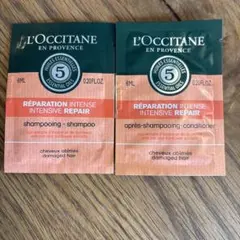 L'OCCITANE
EN PROVENCE
5
6ML 0.20FL.OZ.
RÉPARATION INTENSE
INTENSIVE REPAIR
shampooing - shampoo
cheveux abîmés
damaged hair
L'OCCITANE
EN PROVENCE
5
6ML 0.20FL.OZ.
RÉPARATION INTENSE
INTENSIVE REPAIR
après-shampooing - conditioner
cheveux abîmés
damaged hair